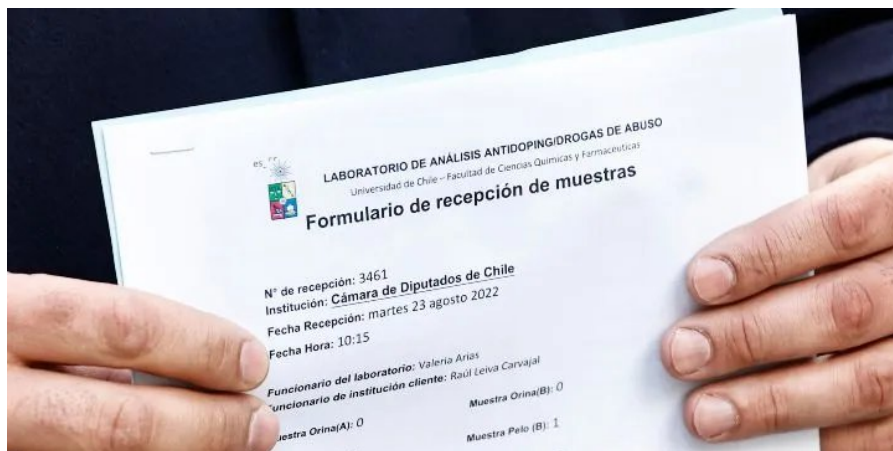 LABORATORIO DE ANÁLISIS ANTIDOPING/DROGAS DE ABUSO
Universidad de Chile – Facultad de Ciencias Químicas y Farmacéuticas
Formulario de recepción de muestras
N° de recepción: 3461
Institución: Cámara de Diputados de Chile
Fecha Recepción: martes 23 agosto 2022
Fecha Hora: 10:15
Funcionario del laboratorio: Valeria Arias
Funcionario de institución cliente: Raúl Leiva Carvajal
Muestra Orina(A): 0 Muestra Orina(B): 0
Muestra Pelo (B): 1